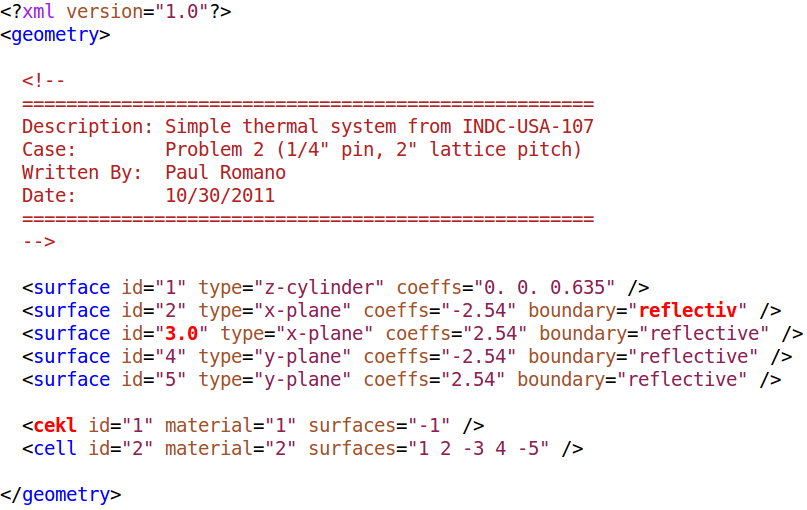 <?xml version="1.0"?>
<geometry>
<!--
====================================================
Description: Simple thermal system from INDC-USA-107
Case:        Problem 2 (1/4" pin, 2" lattice pitch)
Written By:  Paul Romano
Date:        10/30/2011
====================================================
-->
<surface id="1" type="z-cylinder" coeffs="0. 0. 0.635" />
<surface id="2" type="x-plane" coeffs="-2.54" boundary="reflectiv" />
<surface id="3.0" type="x-plane" coeffs="2.54" boundary="reflective" />
<surface id="4" type="y-plane" coeffs="-2.54" boundary="reflective" />
<surface id="5" type="y-plane" coeffs="2.54" boundary="reflective" />
<cekl id="1" material="1" surfaces="-1" />
<cell id="2" material="2" surfaces="1 2 -3 4 -5" />
</geometry>